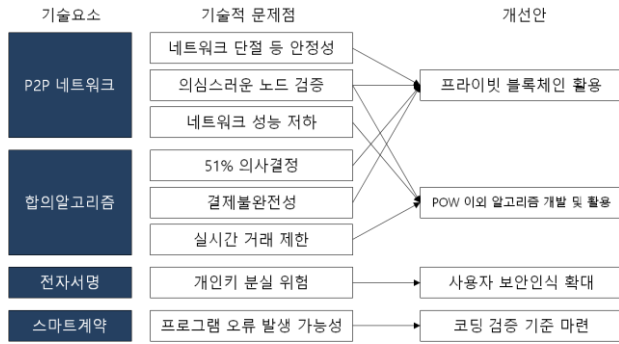 기술요소 기술적 문제점 개선안
P2P 네트워크
네트워크 단절 등 안정성
의심스러운 노드 검증
네트워크 성능 저하
프라이빗 블록체인 활용
합의알고리즘
51% 의사결정
결제불완전성
실시간 거래 제한
POW 이외 알고리즘 개발 및 활용
전자서명 개인키 분실 위험 사용자 보안인식 확대
스마트계약 프로그램 오류 발생 가능성 코딩 검증 기준 마련